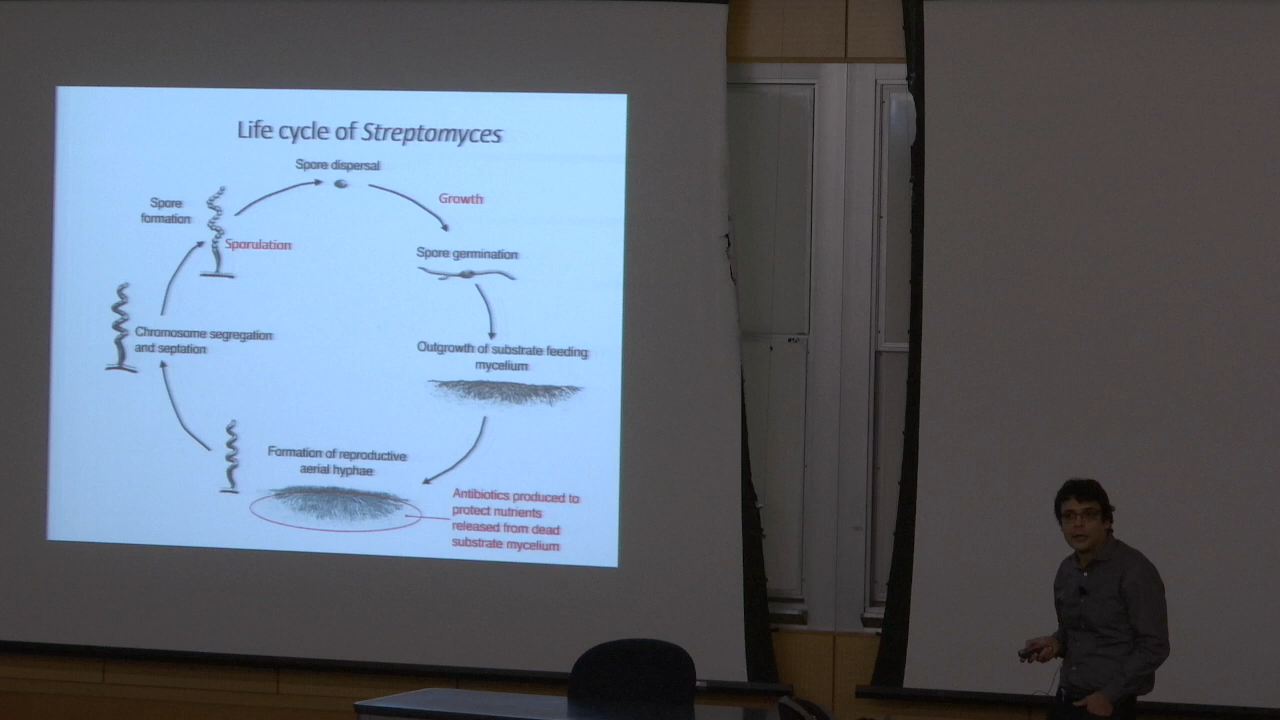 Life cycle of Streptomyces
Spore dispersal
Growth
Spore germination
Outgrowth of substrate feeding
mycelium
Antibiotics produced to
protect nutrients
released from dead
substrate mycelium
Formation of reproductive
aerial hyphae
Chromosome segregation
and septation
Spore
formation
Sporulation